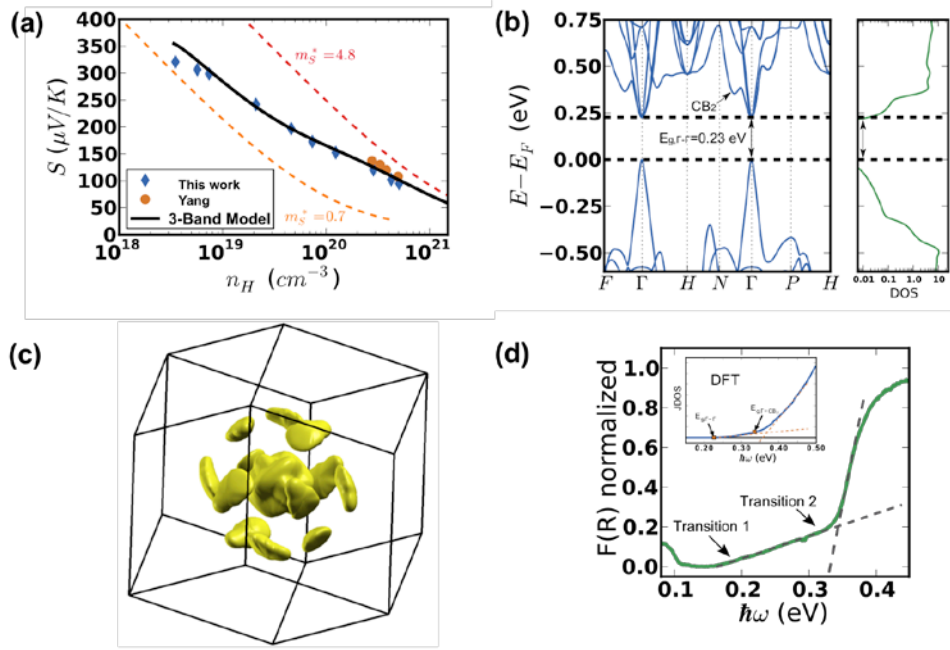 (a)
400
350
300
250
200
150
100
50
0
S (μV/K)
m*S = 4.8
m*S = 0.7
This work
Yang
3-Band Model
10^18 10^19 10^20 10^21
nH (cm^−3)
(b)
0.75
0.50
0.25
0.00
−0.25
−0.50
E−EF (eV)
CB2
Eg,Γ-Γ=0.23 eV
F Γ H N Γ P H
0.01 0.1 1.0 10
DOS
(c)
(d)
1.0
0.8
0.6
0.4
0.2
0.0
F(R) normalized
DFT
JDOS
0.20 0.30 0.40 0.50
ħω (eV)
Transition 1
Transition 2
0.1 0.2 0.3 0.4
ħω (eV)